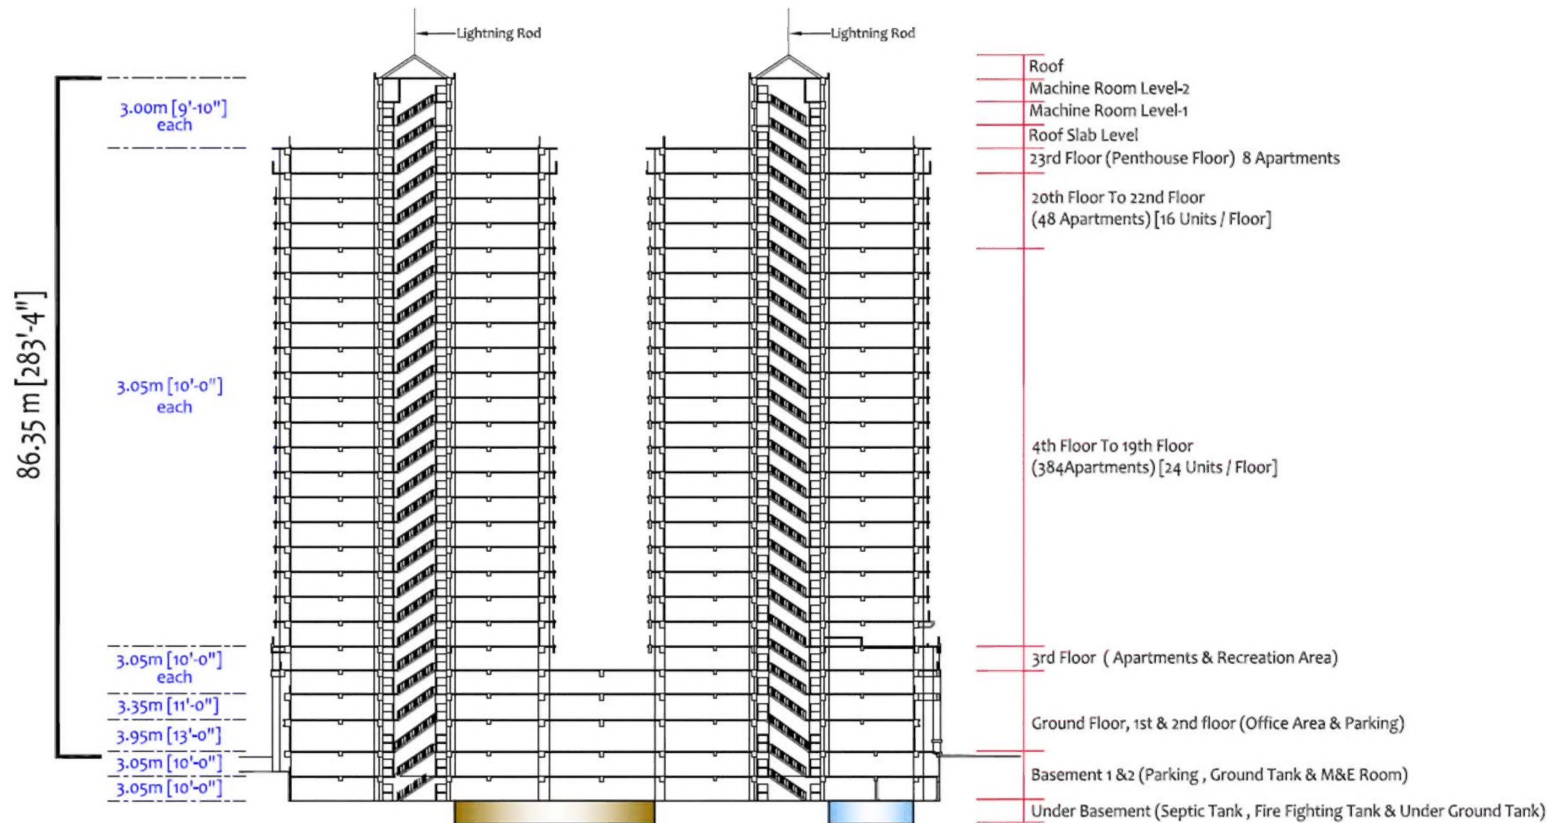 Lightning Rod
Lightning Rod
86.35 m [283'-4"]
3.00m [9'-10"]
each
3.05m [10'-0"]
each
3.05m [10'-0"]
each
3.35m [11'-0"]
3.95m [13'-0"]
3.05m [10'-0"]
3.05m [10'-0"]
Roof
Machine Room Level-2
Machine Room Level-1
Roof Slab Level
23rd Floor (Penthouse Floor) 8 Apartments
20th Floor To 22nd Floor
(48 Apartments) [16 Units / Floor]
4th Floor To 19th Floor
(384Apartments) [24 Units / Floor]
3rd Floor ( Apartments & Recreation Area)
Ground Floor, 1st & 2nd floor (Office Area & Parking)
Basement 1 &2 (Parking , Ground Tank & M&E Room)
Under Basement (Septic Tank , Fire Fighting Tank & Under Ground Tank)